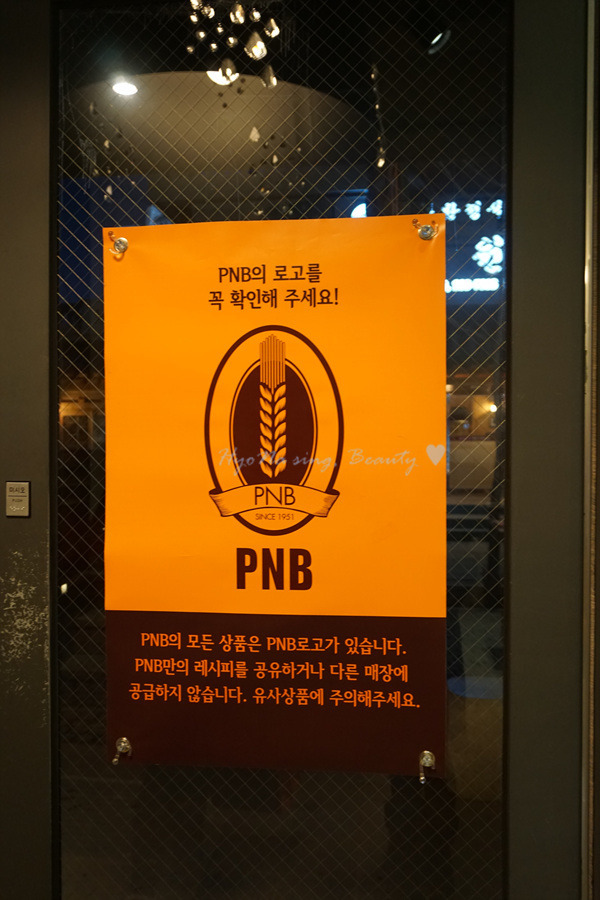 PNB의 로고를
꼭 확인해 주세요!
PNB
SINCE 1951
PNB
PNB의 모든 상품은 PNB로고가 있습니다.
PNB만의 레시피를 공유하거나 다른 매장에
공급하지 않습니다. 유사상품에 주의해주세요.
미시오